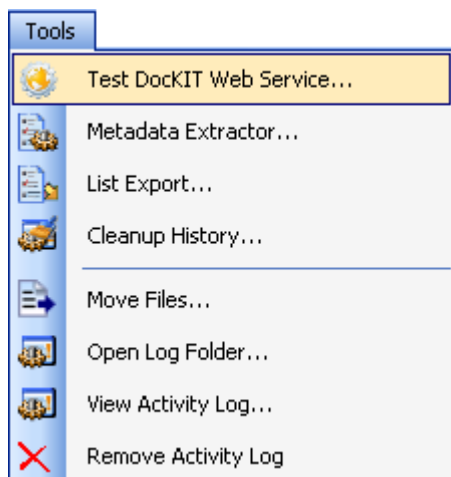 Tools
Test DocKIT Web Service...
Metadata Extractor...
List Export...
Cleanup History...
Move Files...
Open Log Folder...
View Activity Log...
Remove Activity Log